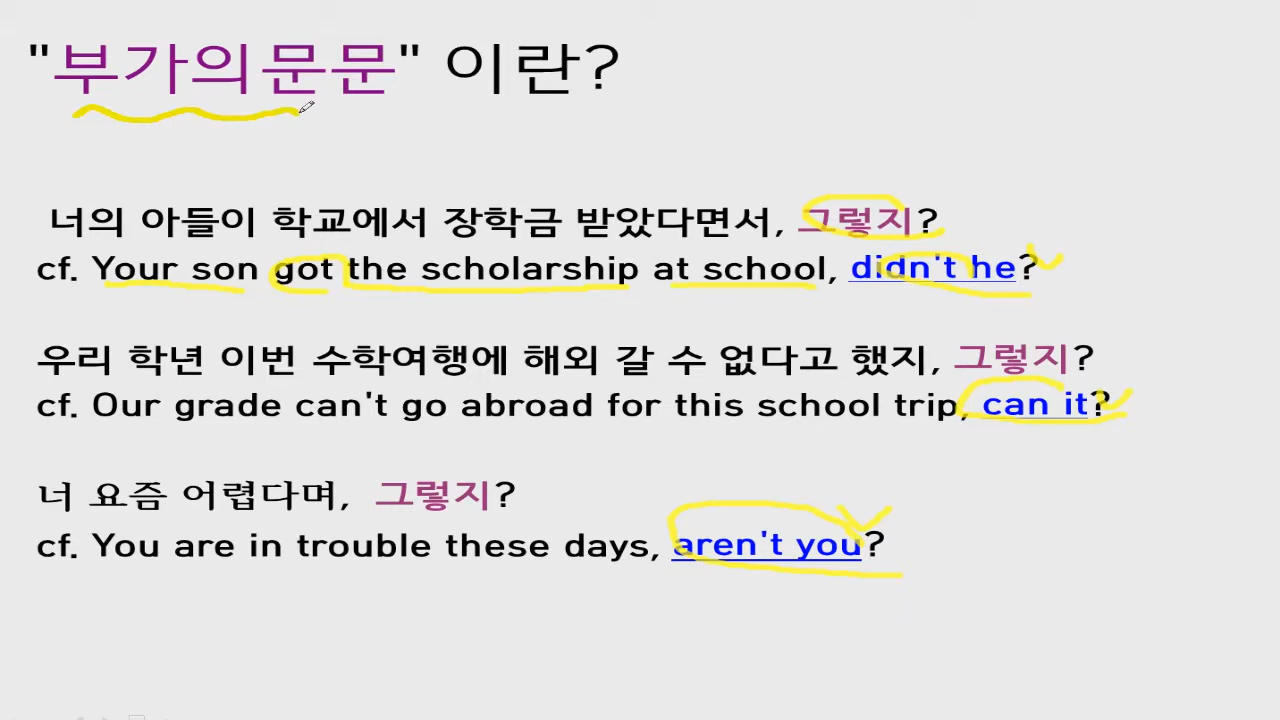 "부가의문문" 이란?
너의 아들이 학교에서 장학금 받았다면서, 그렇지?
cf. Your son got the scholarship at school, didn't he?
우리 학년 이번 수학여행에 해외 갈 수 없다고 했지, 그렇지?
cf. Our grade can't go abroad for this school trip, can it?
너 요즘 어렵다며, 그렇지?
cf. You are in trouble these days, aren't you?